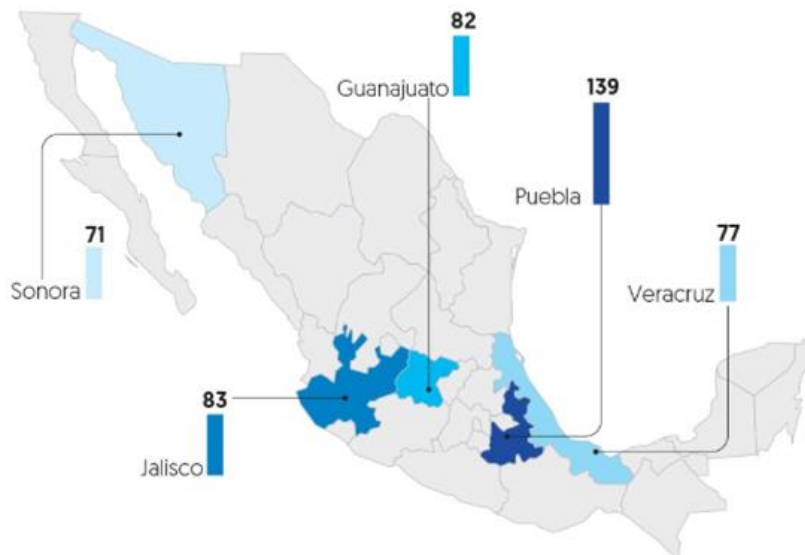 82
Guanajuato
139
Puebla
71
Sonora
77
Veracruz
83
Jalisco